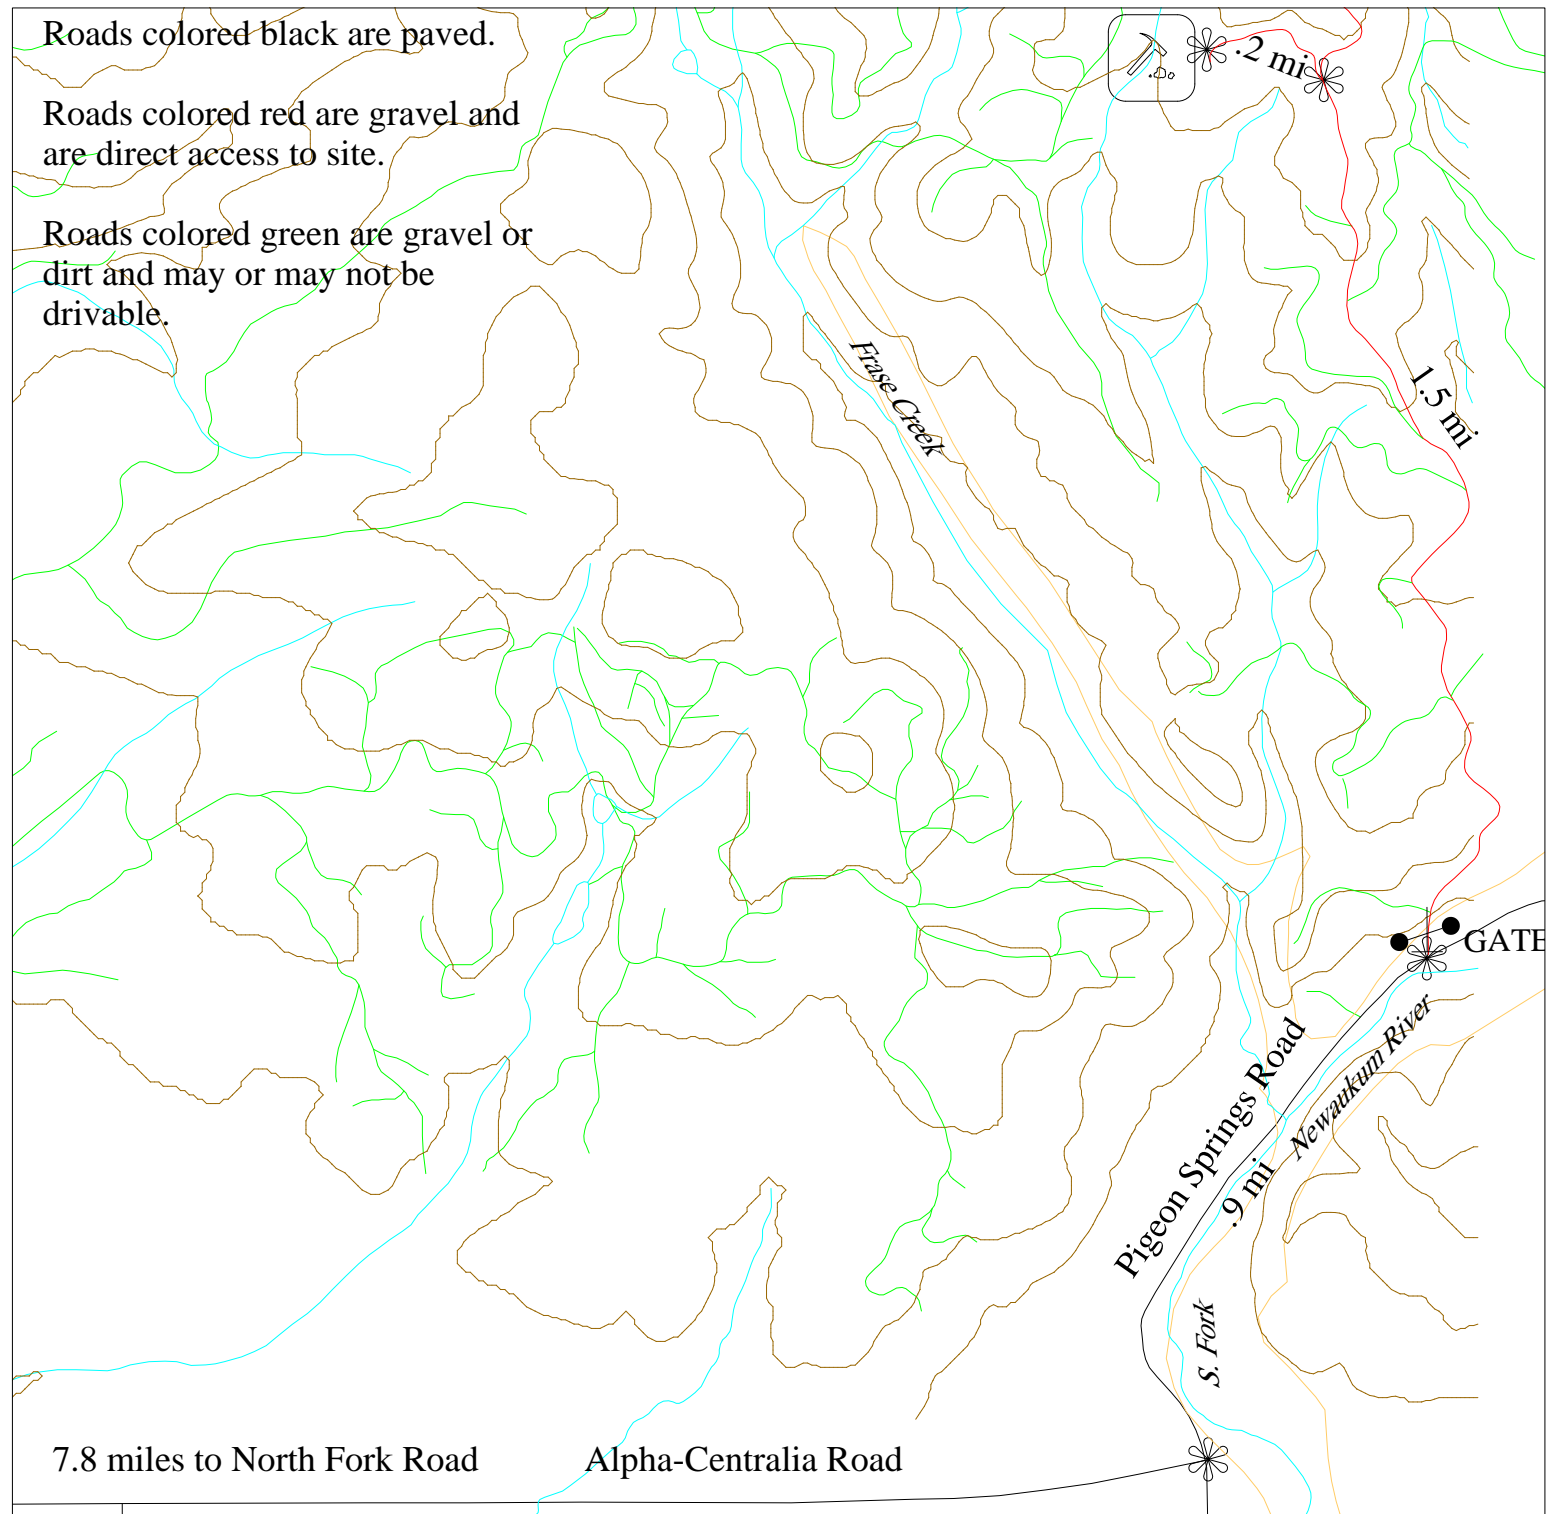 Roads colored black are paved.
Roads colored red are gravel and
are direct access to site.
Roads colored green are gravel or
dirt and may or may not be
drivable.
.2 mi
Frase Creek
1.5 mi
GATE
Pigeon Springs Road
Newaukum River
.9 mi
S. Fork
7.8 miles to North Fork Road
Alpha-Centralia Road